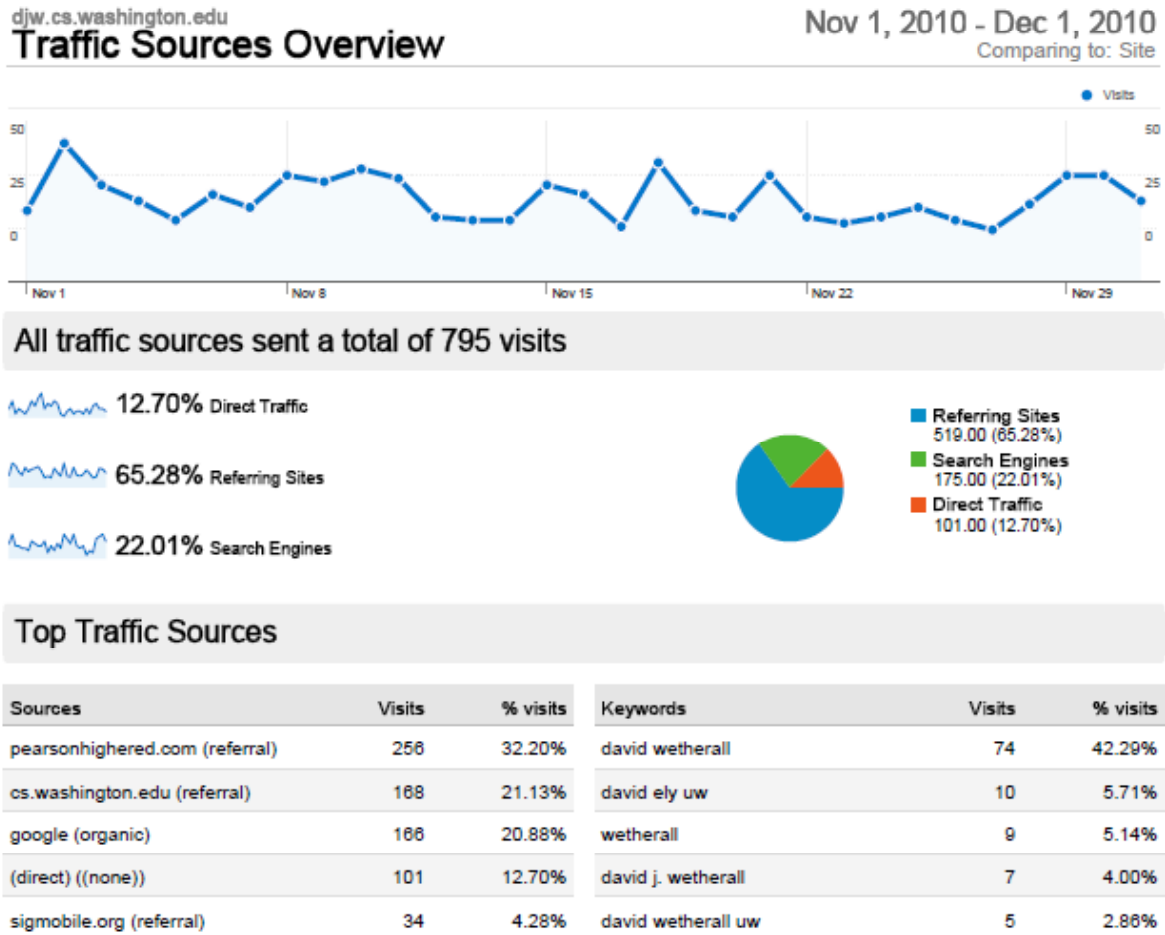 djw.cs.washington.edu
Traffic Sources Overview
Nov 1, 2010 - Dec 1, 2010
Comparing to: Site
Visits
50 50
25 25
0 0
Nov 1 Nov 8 Nov 15 Nov 22 Nov 29
All traffic sources sent a total of 795 visits
12.70% Direct Traffic
65.28% Referring Sites
22.01% Search Engines
Referring Sites
519.00 (65.28%)
Search Engines
175.00 (22.01%)
Direct Traffic
101.00 (12.70%)
Top Traffic Sources
Sources Visits % visits
pearsonhighered.com (referral) 256 32.20%
cs.washington.edu (referral) 168 21.13%
google (organic) 166 20.88%
(direct) ((none)) 101 12.70%
sigmobile.org (referral) 34 4.28%
Keywords Visits % visits
david wetherall 74 42.29%
david ely uw 10 5.71%
wetherall 9 5.14%
david j. wetherall 7 4.00%
david wetherall uw 5 2.86%